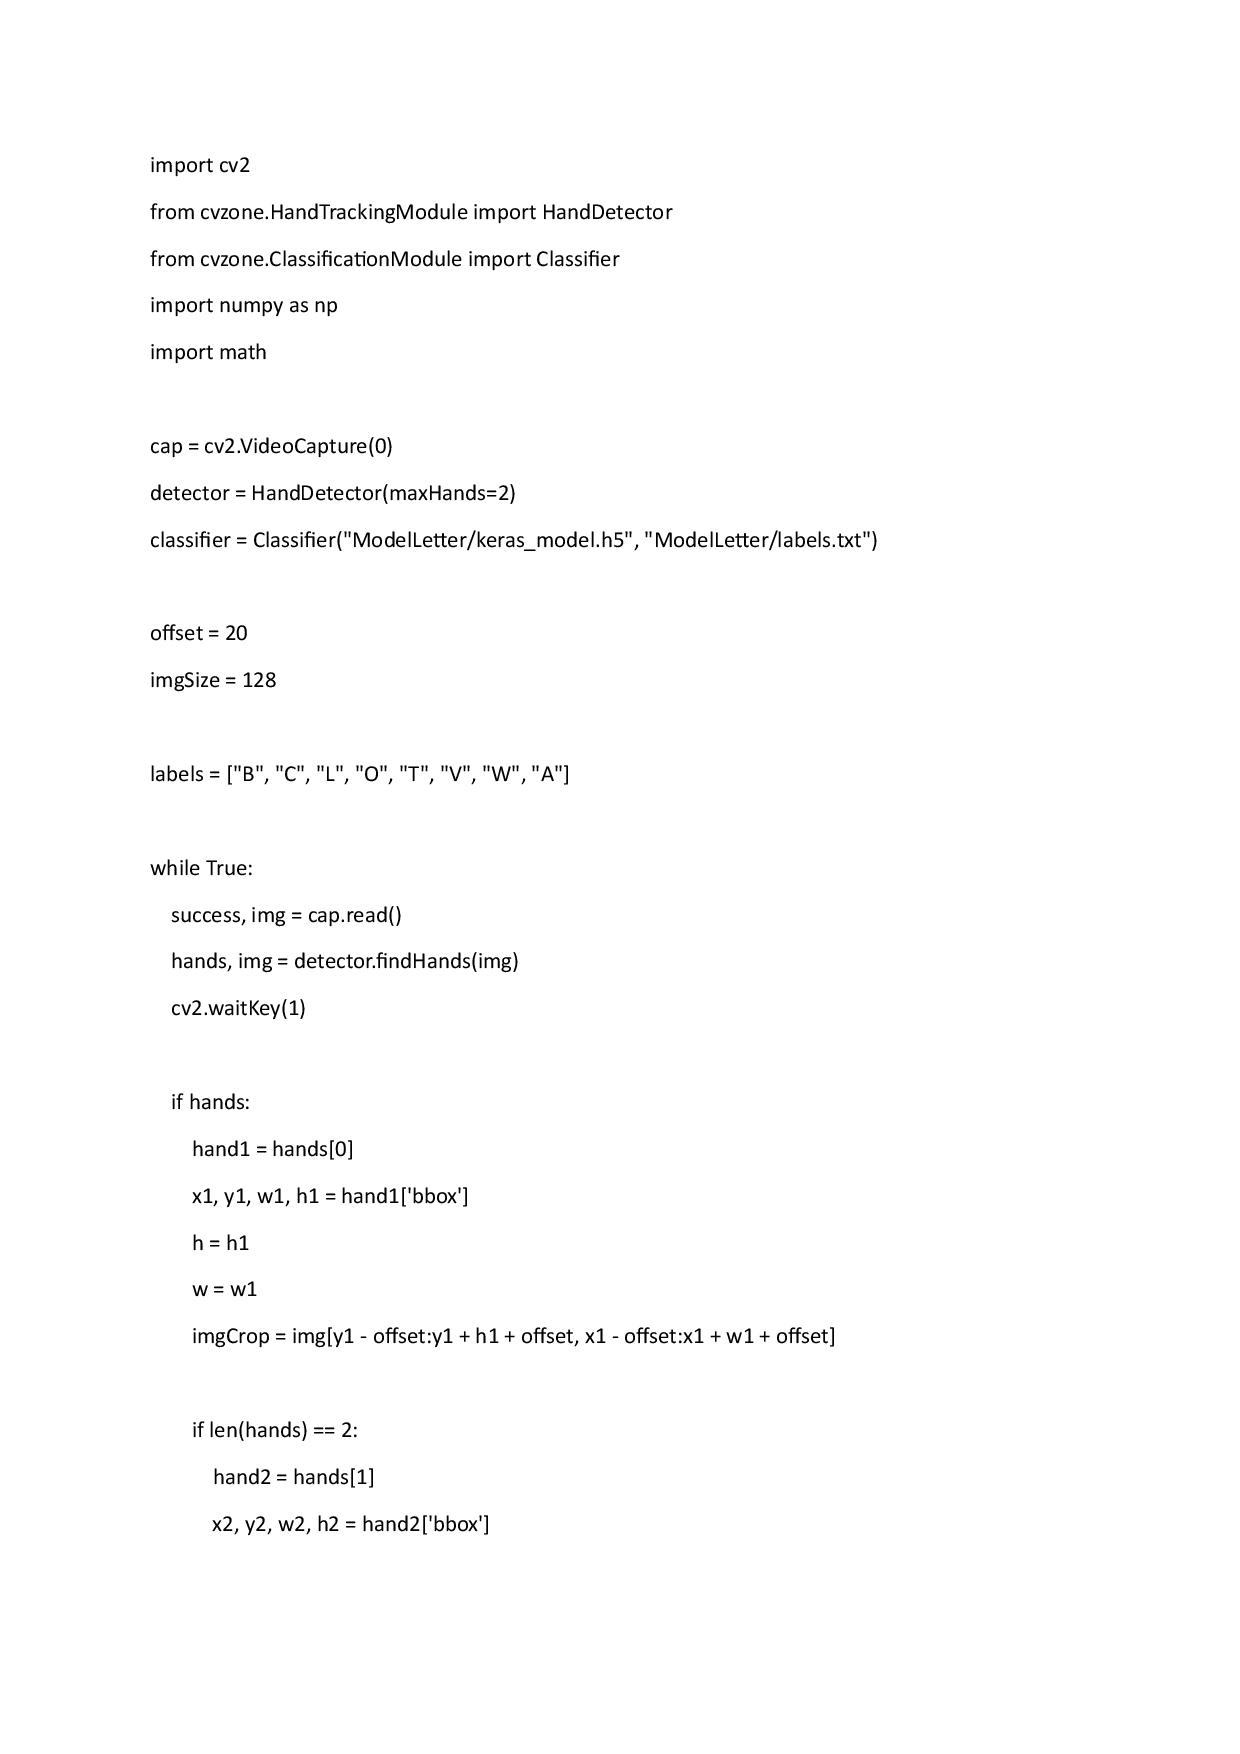 import cv2
from cvzone.HandTrackingModule import HandDetector
from cvzone.ClassificationModule import Classifier
import numpy as np
import math
cap = cv2.VideoCapture(0)
detector = HandDetector(maxHands=2)
classifier = Classifier("ModelLetter/keras_model.h5", "ModelLetter/labels.txt")
offset = 20
imgSize = 128
labels = ["B", "C", "L", "O", "T", "V", "W", "A"]
while True:
    success, img = cap.read()
    hands, img = detector.findHands(img)
    cv2.waitKey(1)
    if hands:
        hand1 = hands[0]
        x1, y1, w1, h1 = hand1['bbox']
        h = h1
        w = w1
        imgCrop = img[y1 - offset:y1 + h1 + offset, x1 - offset:x1 + w1 + offset]
        if len(hands) == 2:
            hand2 = hands[1]
            x2, y2, w2, h2 = hand2['bbox']